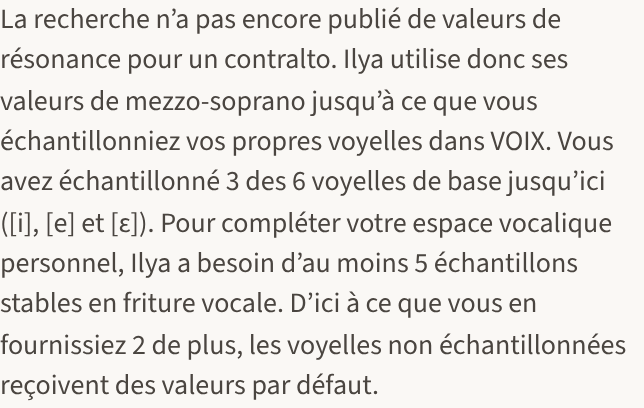 La recherche n’a pas encore publié de valeurs de
résonance pour un contralto. Ilya utilise donc ses
valeurs de mezzo-soprano jusqu’à ce que vous
échantillonniez vos propres voyelles dans VOIX. Vous
avez échantillonné 3 des 6 voyelles de base jusqu’ici
([i], [e] et [ɛ]). Pour compléter votre espace vocalique
personnel, Ilya a besoin d’au moins 5 échantillons
stables en friture vocale. D’ici à ce que vous en
fournissiez 2 de plus, les voyelles non échantillonnées
reçoivent des valeurs par défaut.